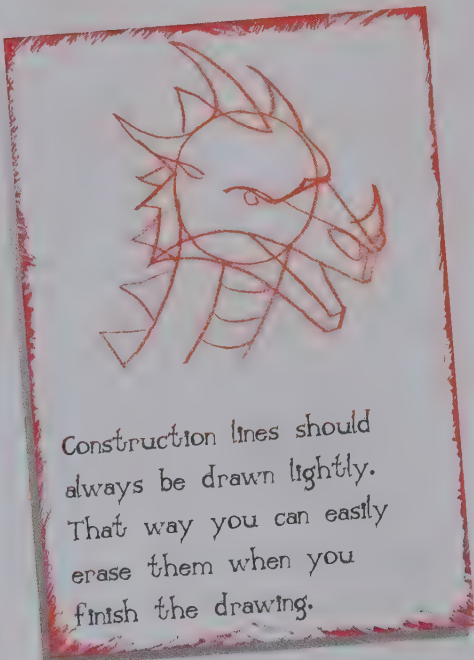 Construction lines should
always be drawn lightly.
That way you can easily
erase them when you
finish the drawing.